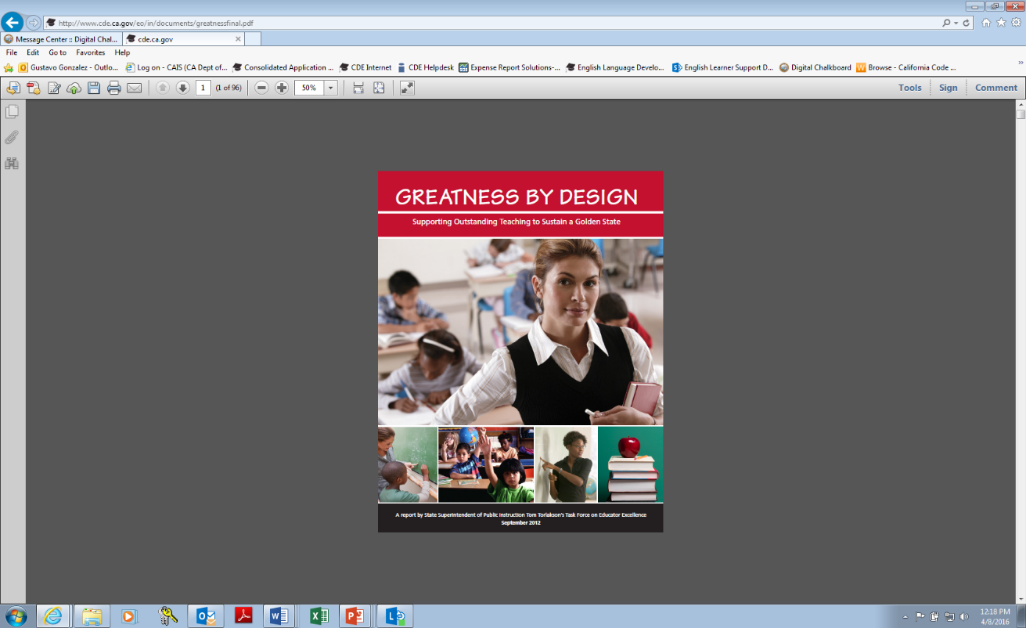 http://www.cde.ca.gov/eo/in/documents/greatnessfinal.pdf
Message Center :: Digital Chal... cde.ca.gov
File Edit Go to Favorites Help
Gustavo Gonzalez - Outlo... Log on - CAIS (CA Dept of... Consolidated Application ... CDE Internet CDE Helpdesk Expense Report Solutions-... English Language Develo... English Learner Support D... Digital Chalkboard Browse - California Code ...
1 (1 of 96) 50% Tools Sign Comment
GREATNESS BY DESIGN
Supporting Outstanding Teaching to Sustain a Golden State
A report by State Superintendent of Public Instruction Tom Torlakson's Task Force on Educator Excellence
September 2012
12:18 PM
4/8/2016